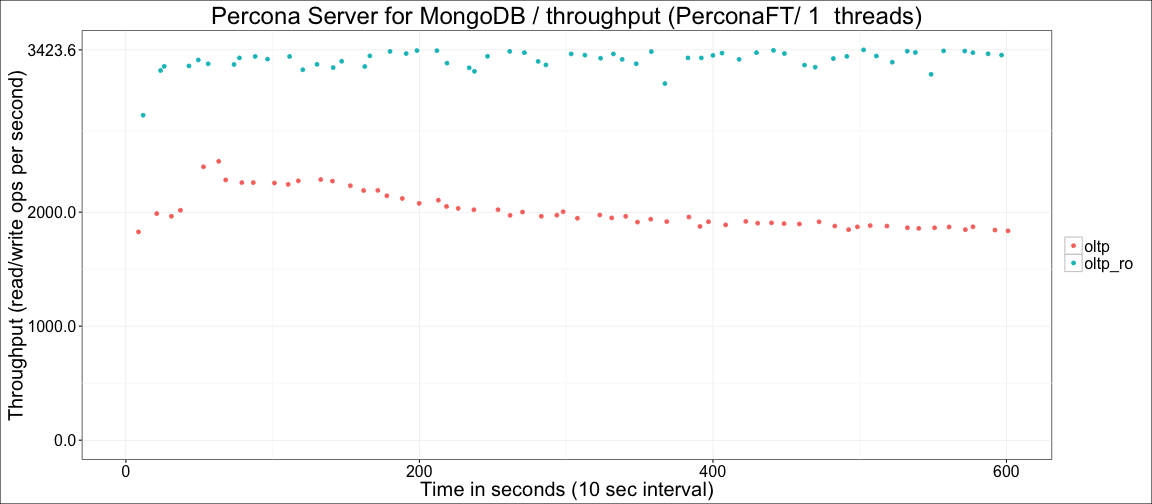 Percona Server for MongoDB / throughput (PerconaFT/ 1  threads)
Throughput (read/write ops per second)
3423.6
2000.0
1000.0
0.0
0 200 400 600
Time in seconds (10 sec interval)
oltp
oltp_ro